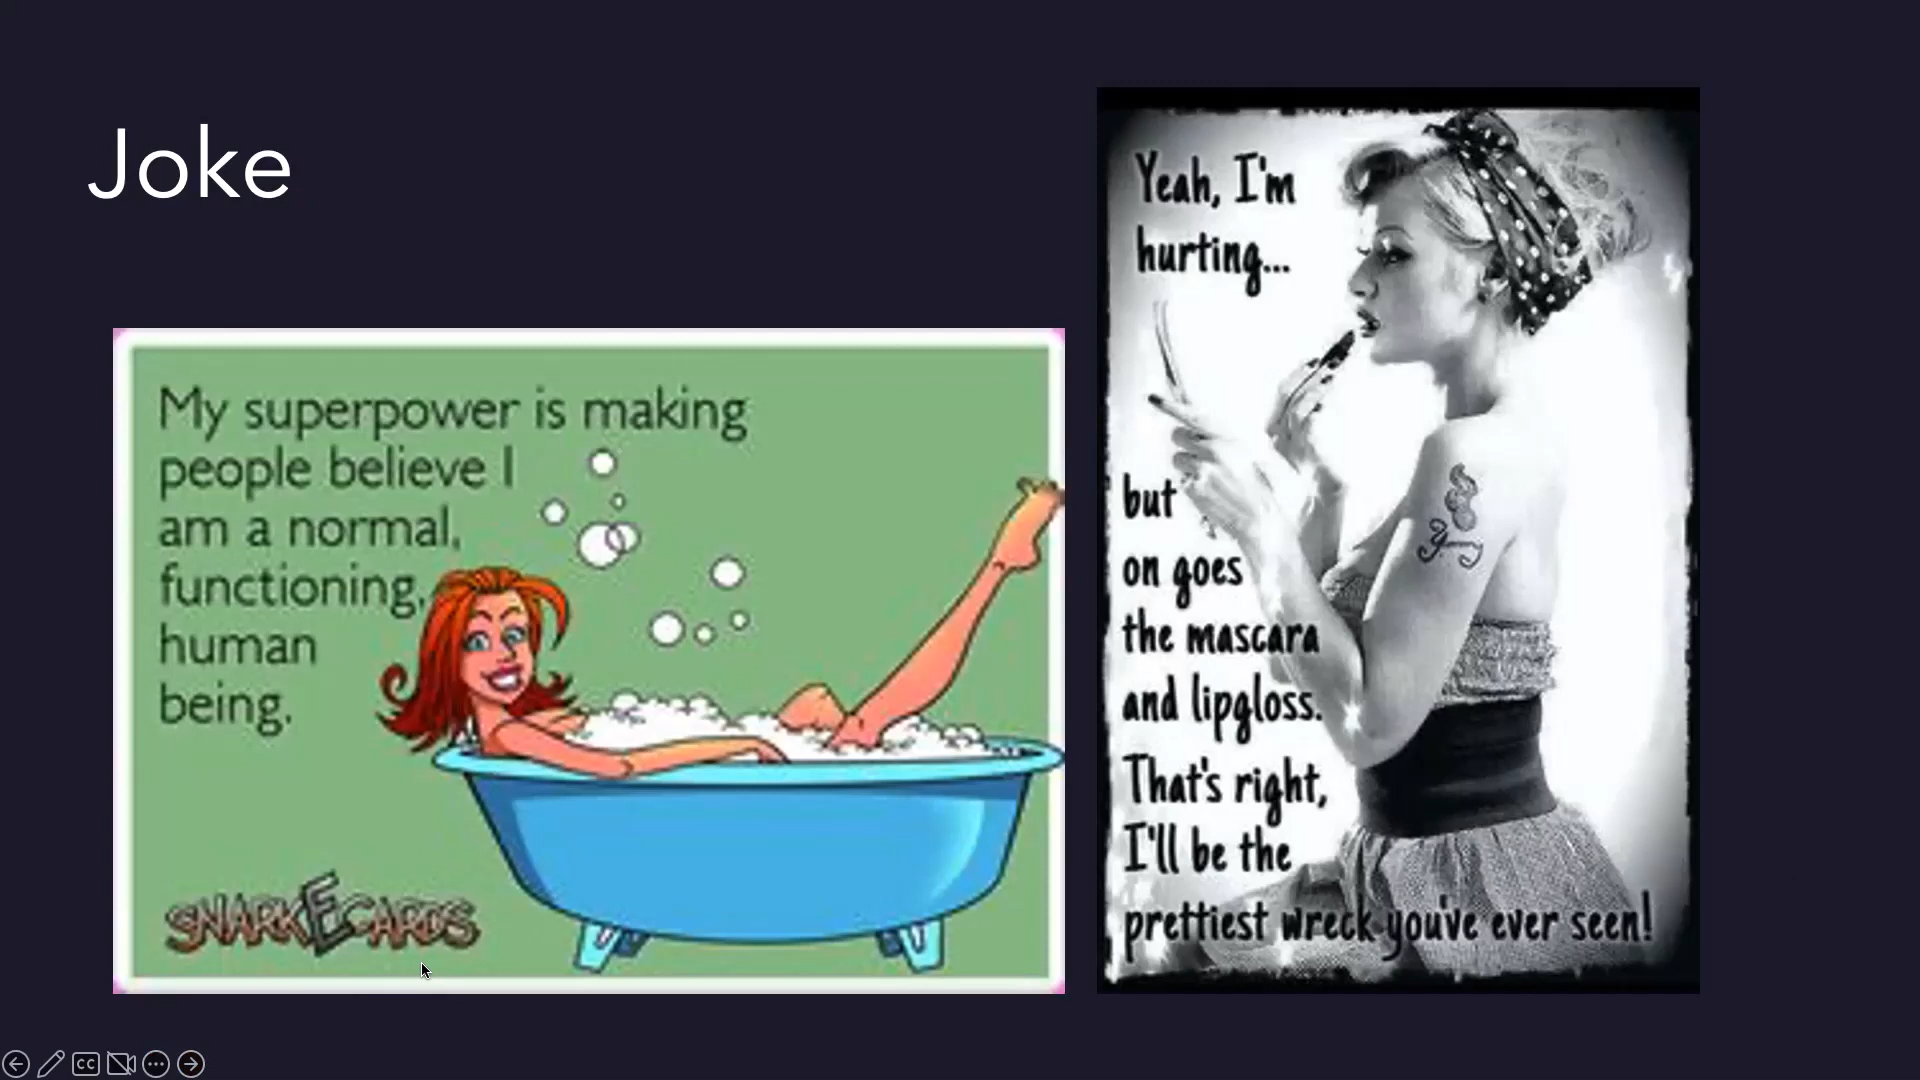 Joke
My superpower is making
people believe I
am a normal,
functioning,
human
being.
SNARKECARDS
Yeah, I'm
hurting...
but
on goes
the mascara
and lipgloss.
That's right,
I'll be the
prettiest wreck you've ever seen!
CC